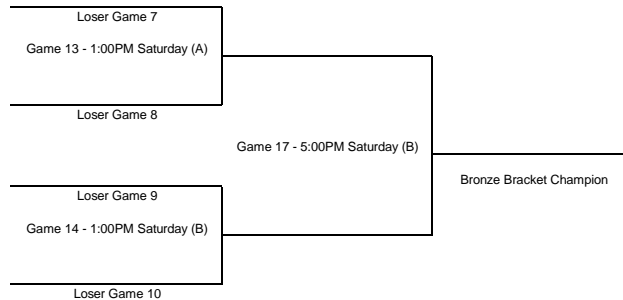 Loser Game 7
Game 13 - 1:00PM Saturday (A)
Loser Game 8
Game 17 - 5:00PM Saturday (B)
Bronze Bracket Champion
Loser Game 9
Game 14 - 1:00PM Saturday (B)
Loser Game 10